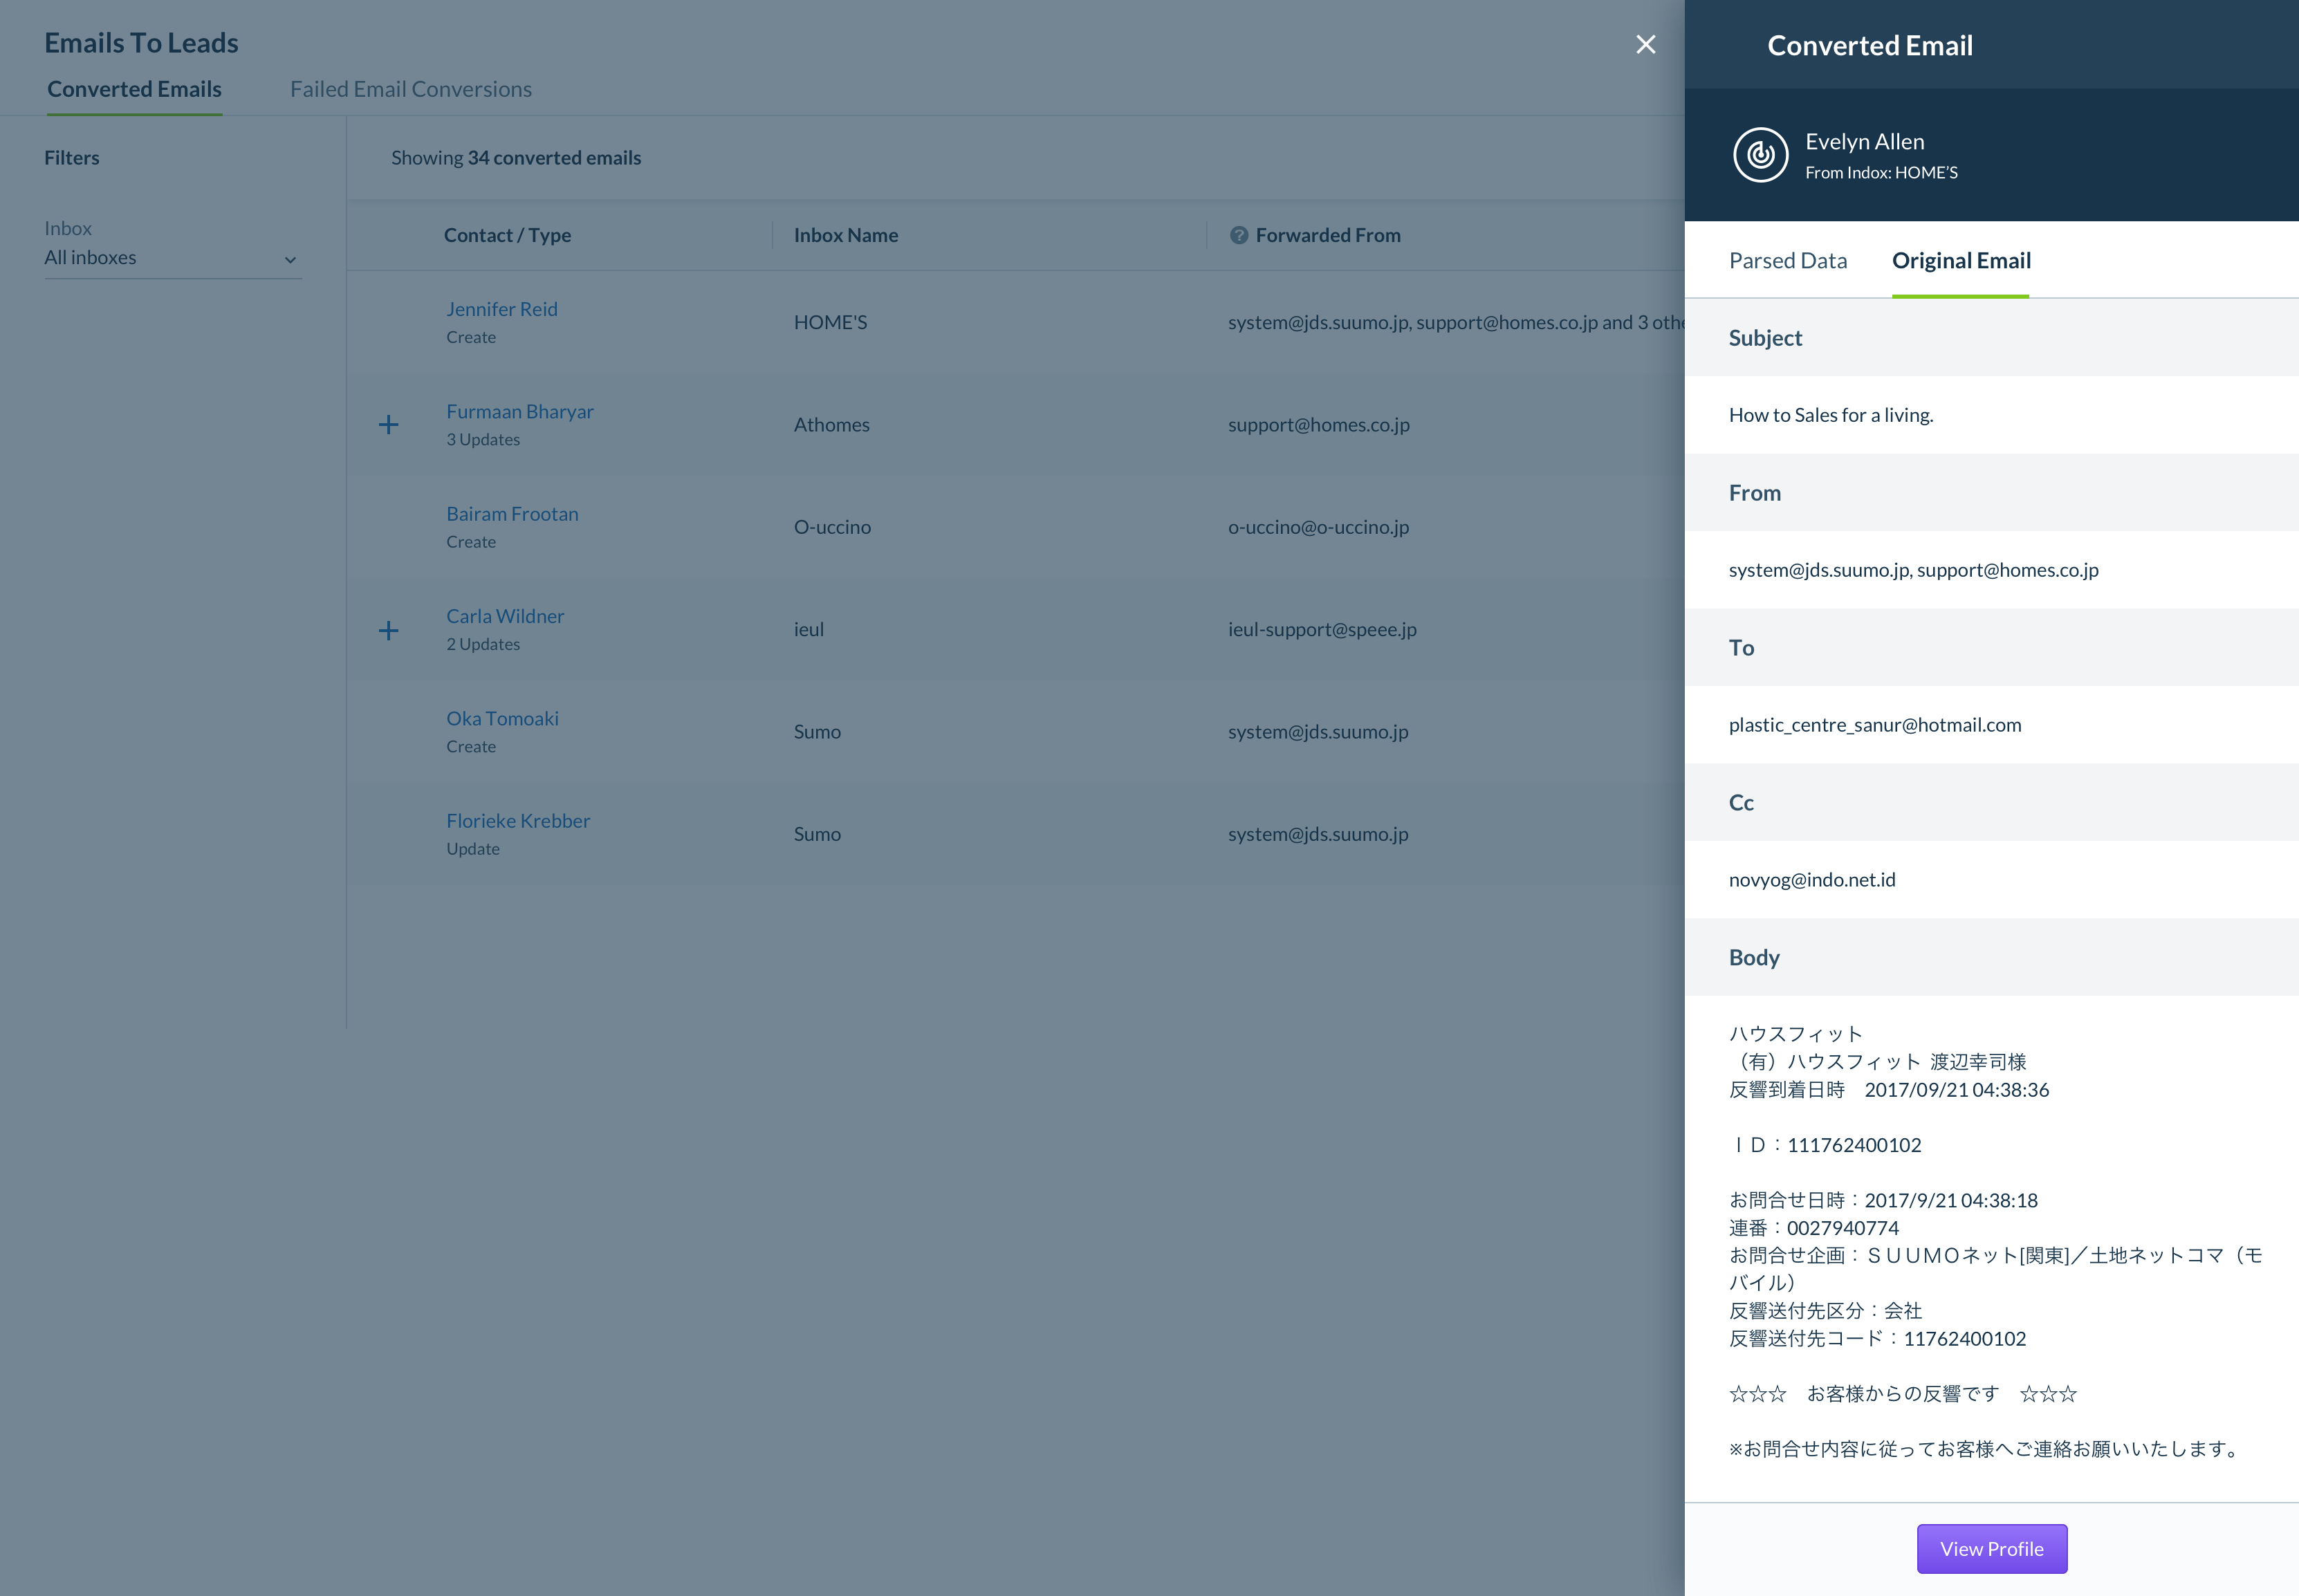 Emails To Leads
Converted Emails
Failed Email Conversions
Filters
Inbox
All inboxes
Showing 34 converted emails
Contact / Type
Inbox Name
? Forwarded From
Jennifer Reid
Create
HOME'S
system@jds.suumo.jp, support@homes.co.jp and 3 othe
Furmaan Bharyar
3 Updates
Athomes
support@homes.co.jp
Bairam Frootan
Create
O-uccino
o-uccino@o-uccino.jp
Carla Wildner
2 Updates
ieul
ieul-support@speee.jp
Oka Tomoaki
Create
Sumo
system@jds.suumo.jp
Florieke Krebber
Update
Sumo
system@jds.suumo.jp
Converted Email
Evelyn Allen
From Indox: HOME’S
Parsed Data
Original Email
Subject
How to Sales for a living.
From
system@jds.suumo.jp, support@homes.co.jp
To
plastic_centre_sanur@hotmail.com
Cc
novyog@indo.net.id
Body
ハウスフィット
（有）ハウスフィット 渡辺幸司様
反響到着日時　2017/09/21 04:38:36
ＩＤ：111762400102
お問合せ日時：2017/9/21 04:38:18
連番：0027940774
お問合せ企画：ＳＵＵＭＯネット[関東]／土地ネットコマ（モ
バイル）
反響送付先区分：会社
反響送付先コード：11762400102
☆☆☆　お客様からの反響です　☆☆☆
※お問合せ内容に従ってお客様へご連絡お願いいたします。
View Profile